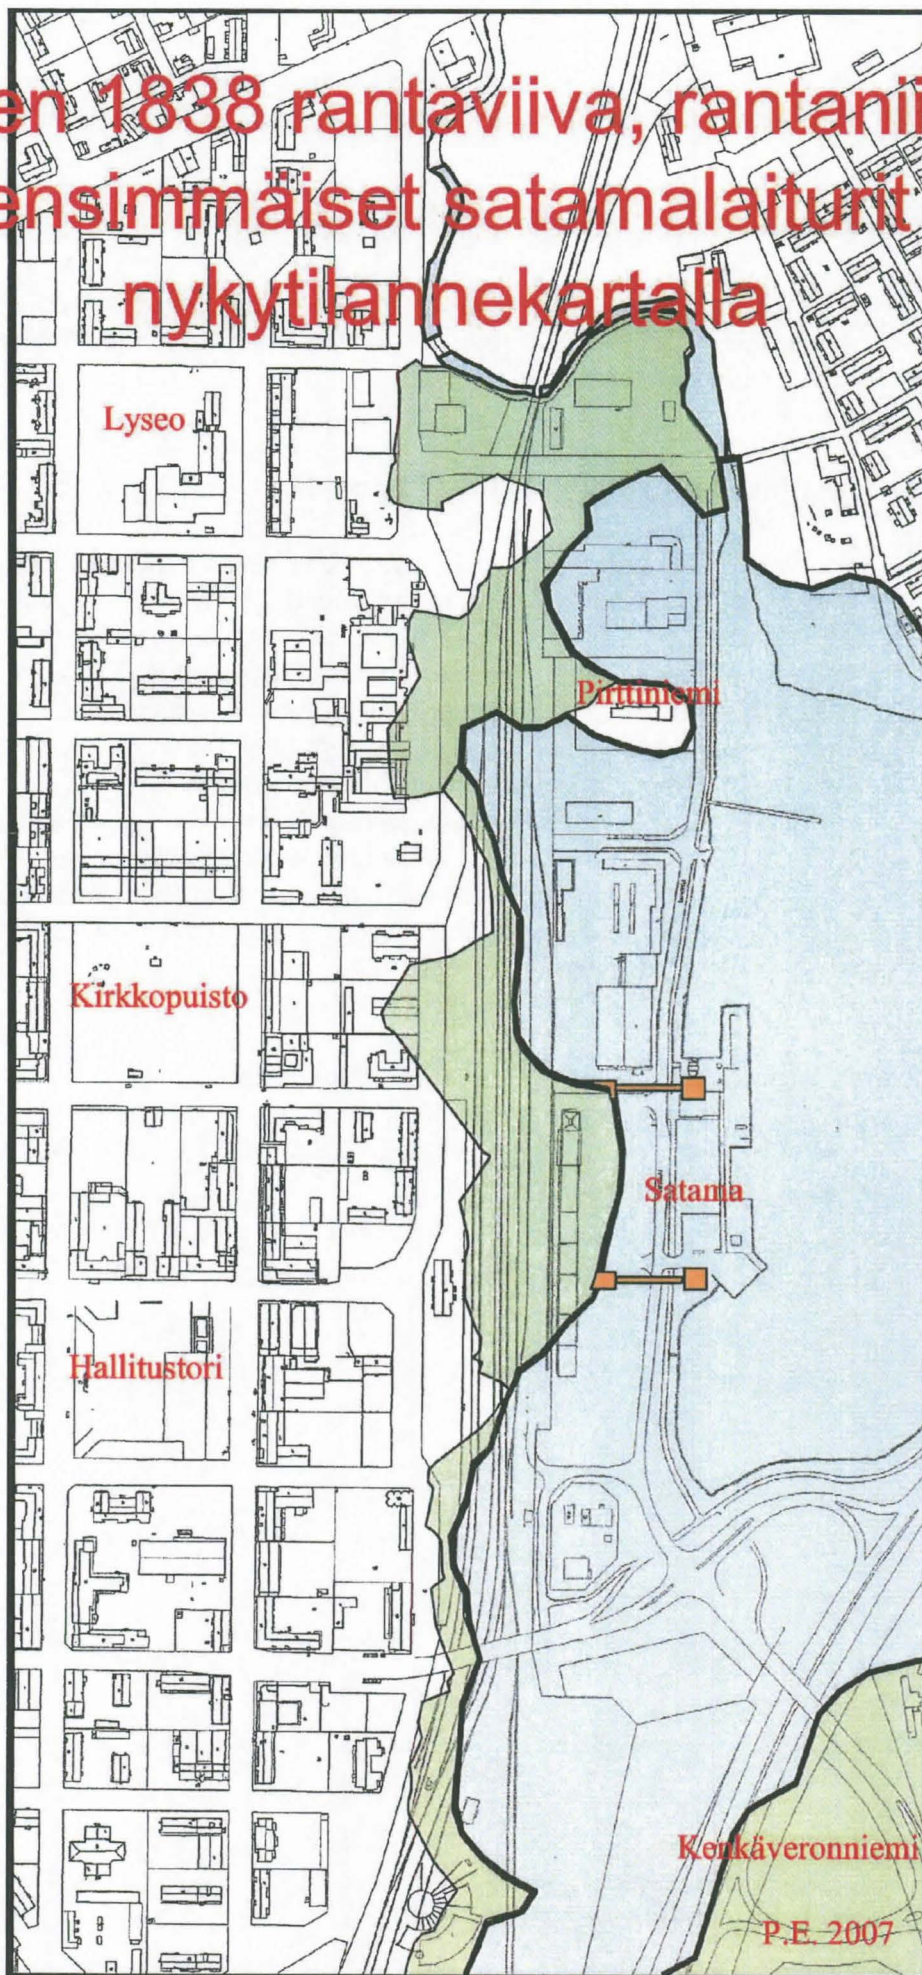 en 1838 rantaviiva, rantanii
ensimmäiset satamalaiturit
nykytilannekartalla
Lyseo
Pirttiniemi
Kirkkopuisto
Satama
Hallitustori
Kenkäveronniemi
P.E. 2007